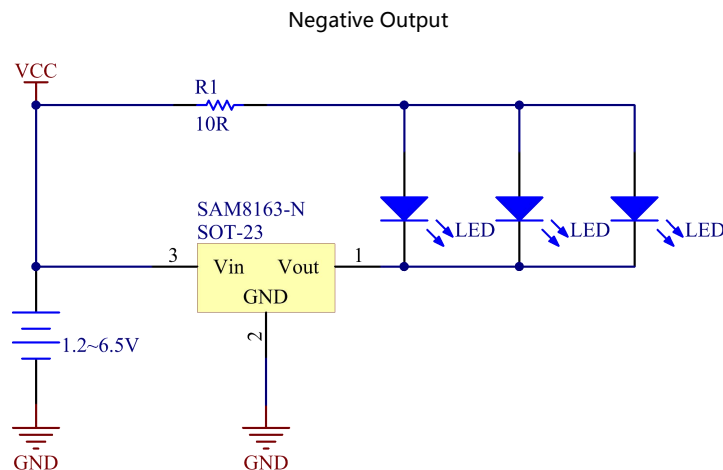 Negative Output
VCC
R1
10R
SAM8163-N
SOT-23
LED
LED
LED
3
Vin
Vout
1
GND
2
1.2~6.5V
GND
GND